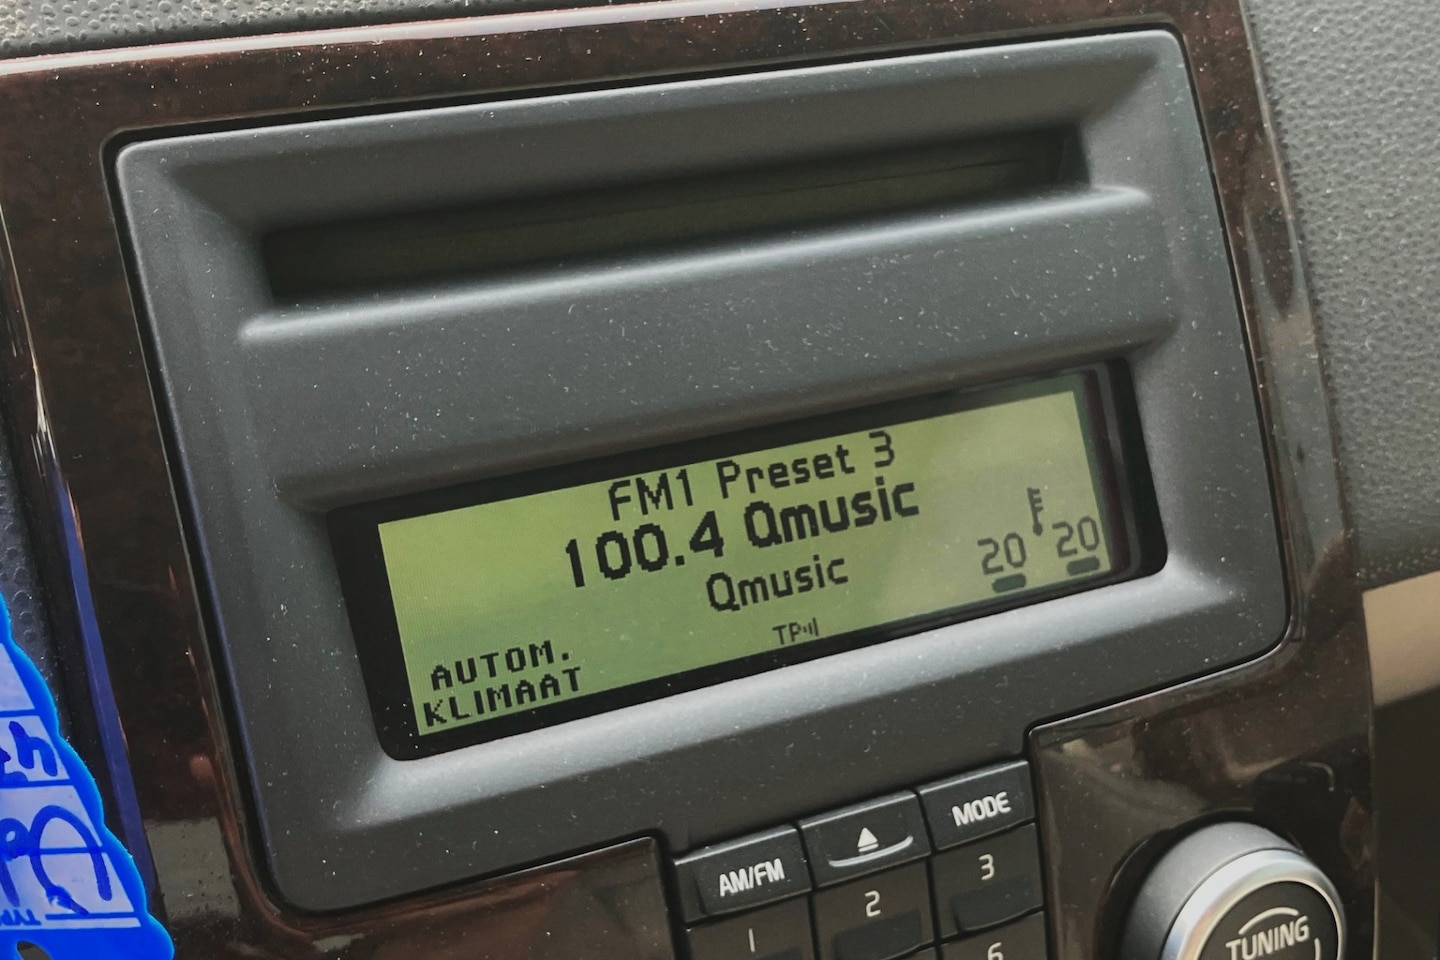 FM1 Preset 3
100.4 Qmusic
Qmusic
20 20
TP
AUTOM.
KLIMAAT
MODE
AM/FM
1 2 3
6
TUNING